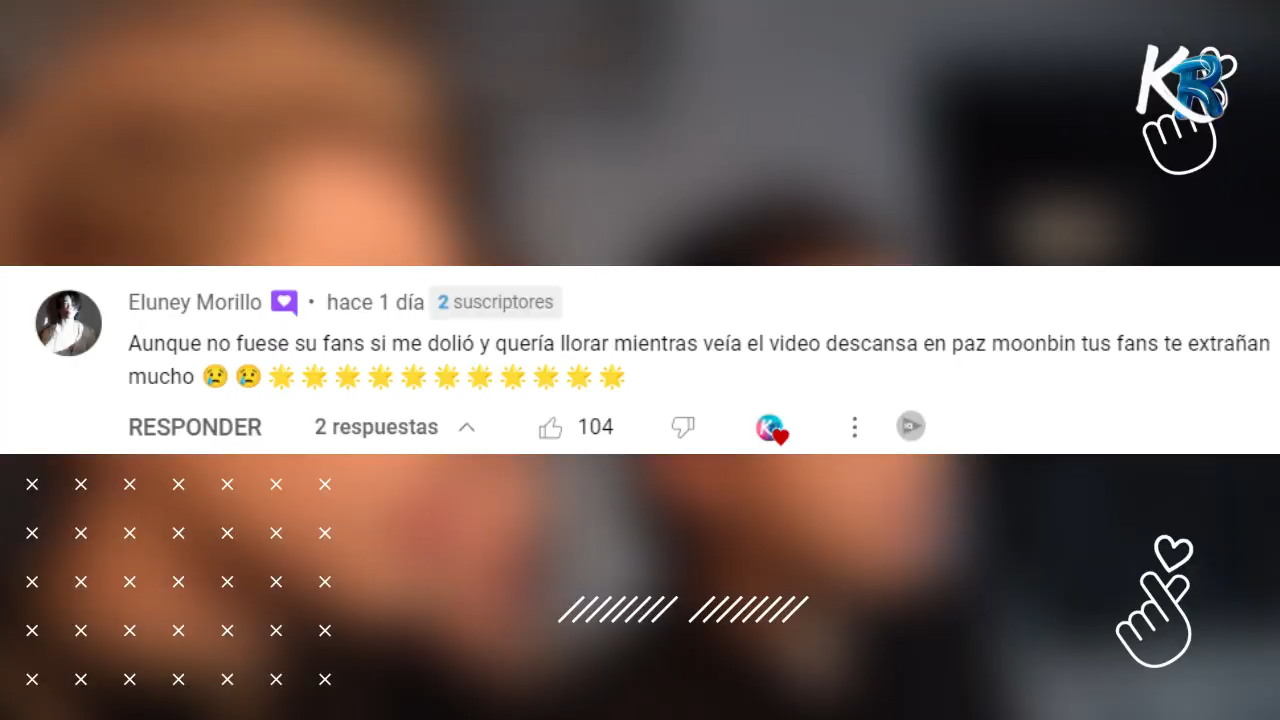 KR
Eluney Morillo • hace 1 día 2 suscriptores
Aunque no fuese su fans si me dolió y quería llorar mientras veía el video descansa en paz moonbin tus fans te extrañan
mucho 😢 😢 🌟 🌟 🌟 🌟 🌟 🌟 🌟 🌟 🌟 🌟 🌟
RESPONDER 2 respuestas 104